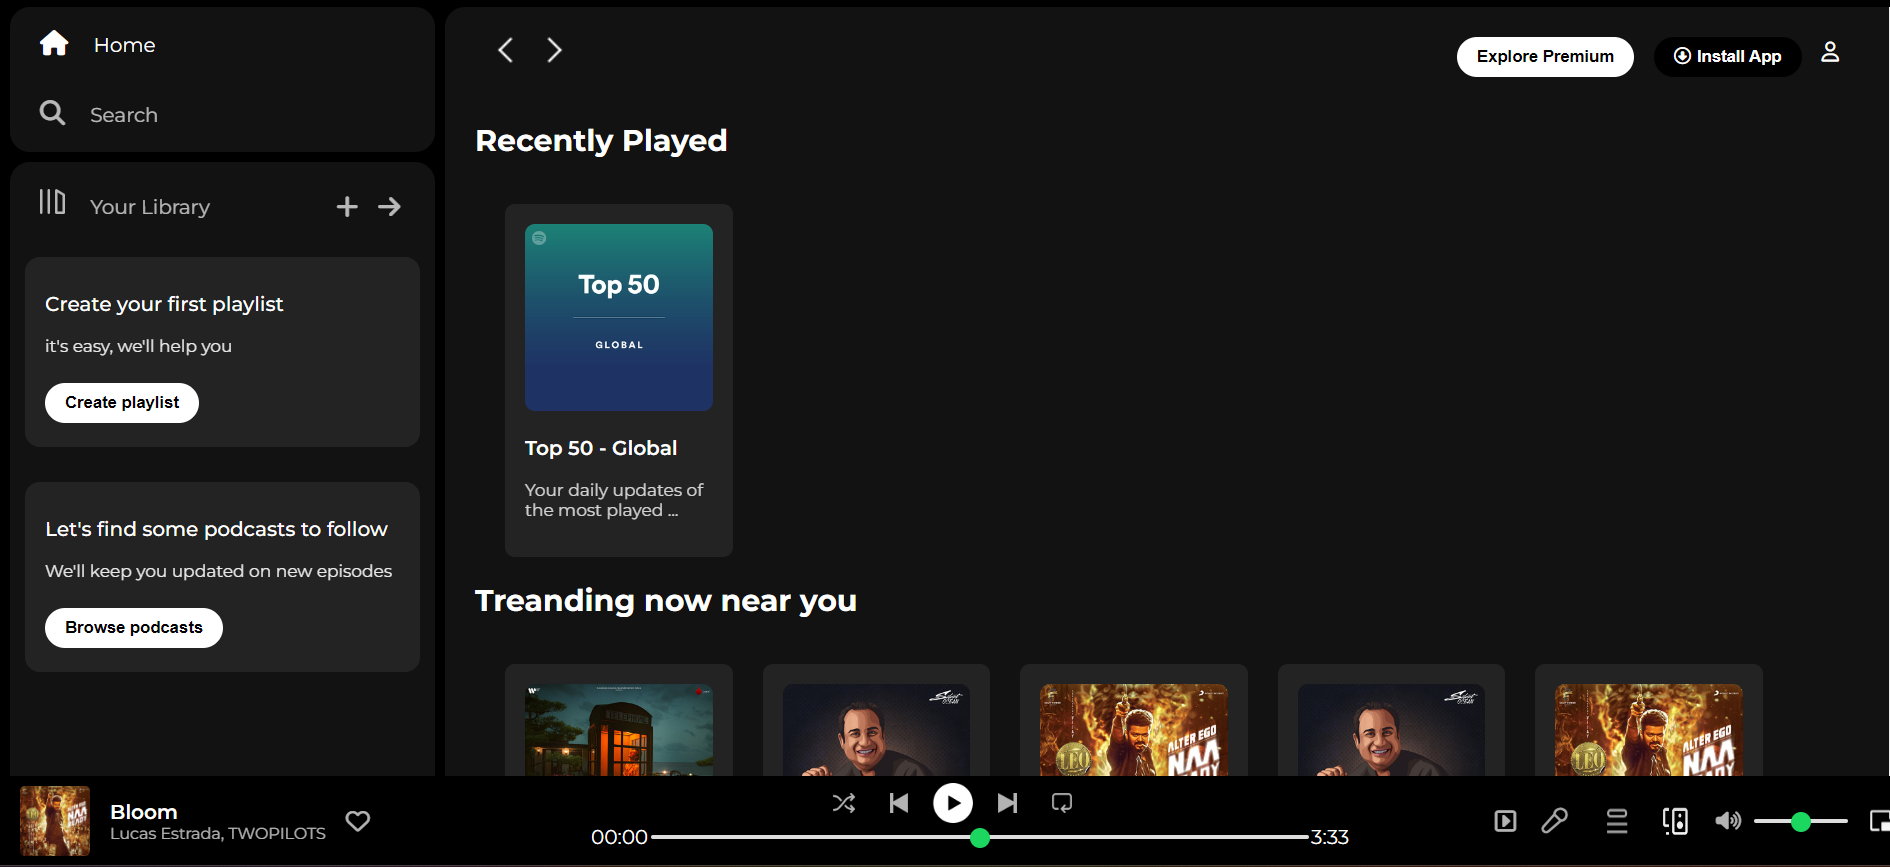 Home
Search
Your Library
Create your first playlist
it's easy, we'll help you
Create playlist
Let's find some podcasts to follow
We'll keep you updated on new episodes
Browse podcasts
Explore Premium
Install App
Recently Played
Top 50
GLOBAL
Top 50 - Global
Your daily updates of
the most played ...
Treanding now near you
LEO
ALTER EGO
NAA
LEO
ALTER EGO
NAA
Bloom
Lucas Estrada, TWOPILOTS
00:00
3:33